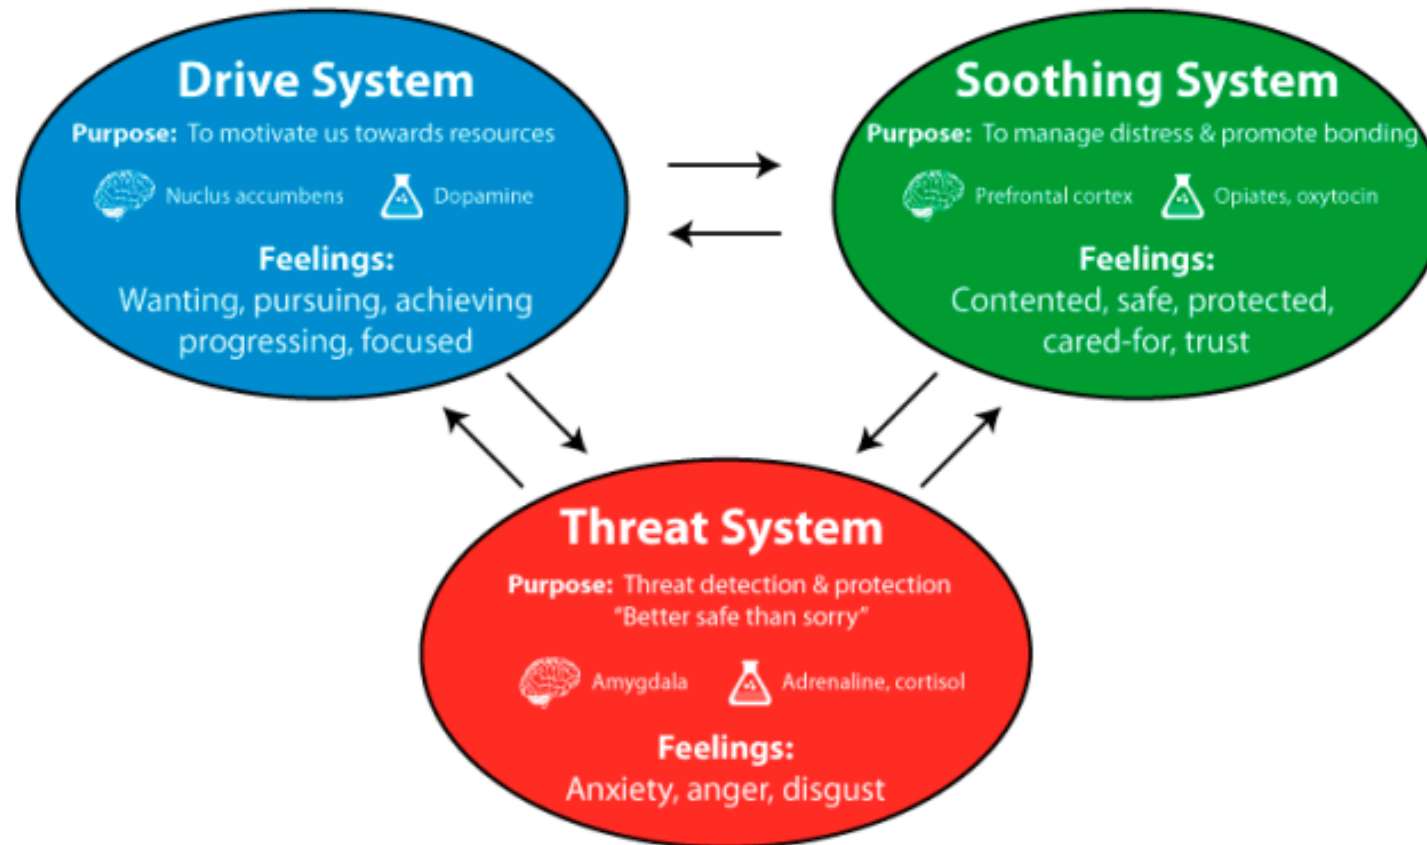 Drive System
Purpose: To motivate us towards resources
Nuclus accumbens
Dopamine
Feelings:
Wanting, pursuing, achieving
progressing, focused
Soothing System
Purpose: To manage distress & promote bonding
Prefrontal cortex
Opiates, oxytocin
Feelings:
Contented, safe, protected,
cared-for, trust
Threat System
Purpose: Threat detection & protection
"Better safe than sorry"
Amygdala
Adrenaline, cortisol
Feelings:
Anxiety, anger, disgust